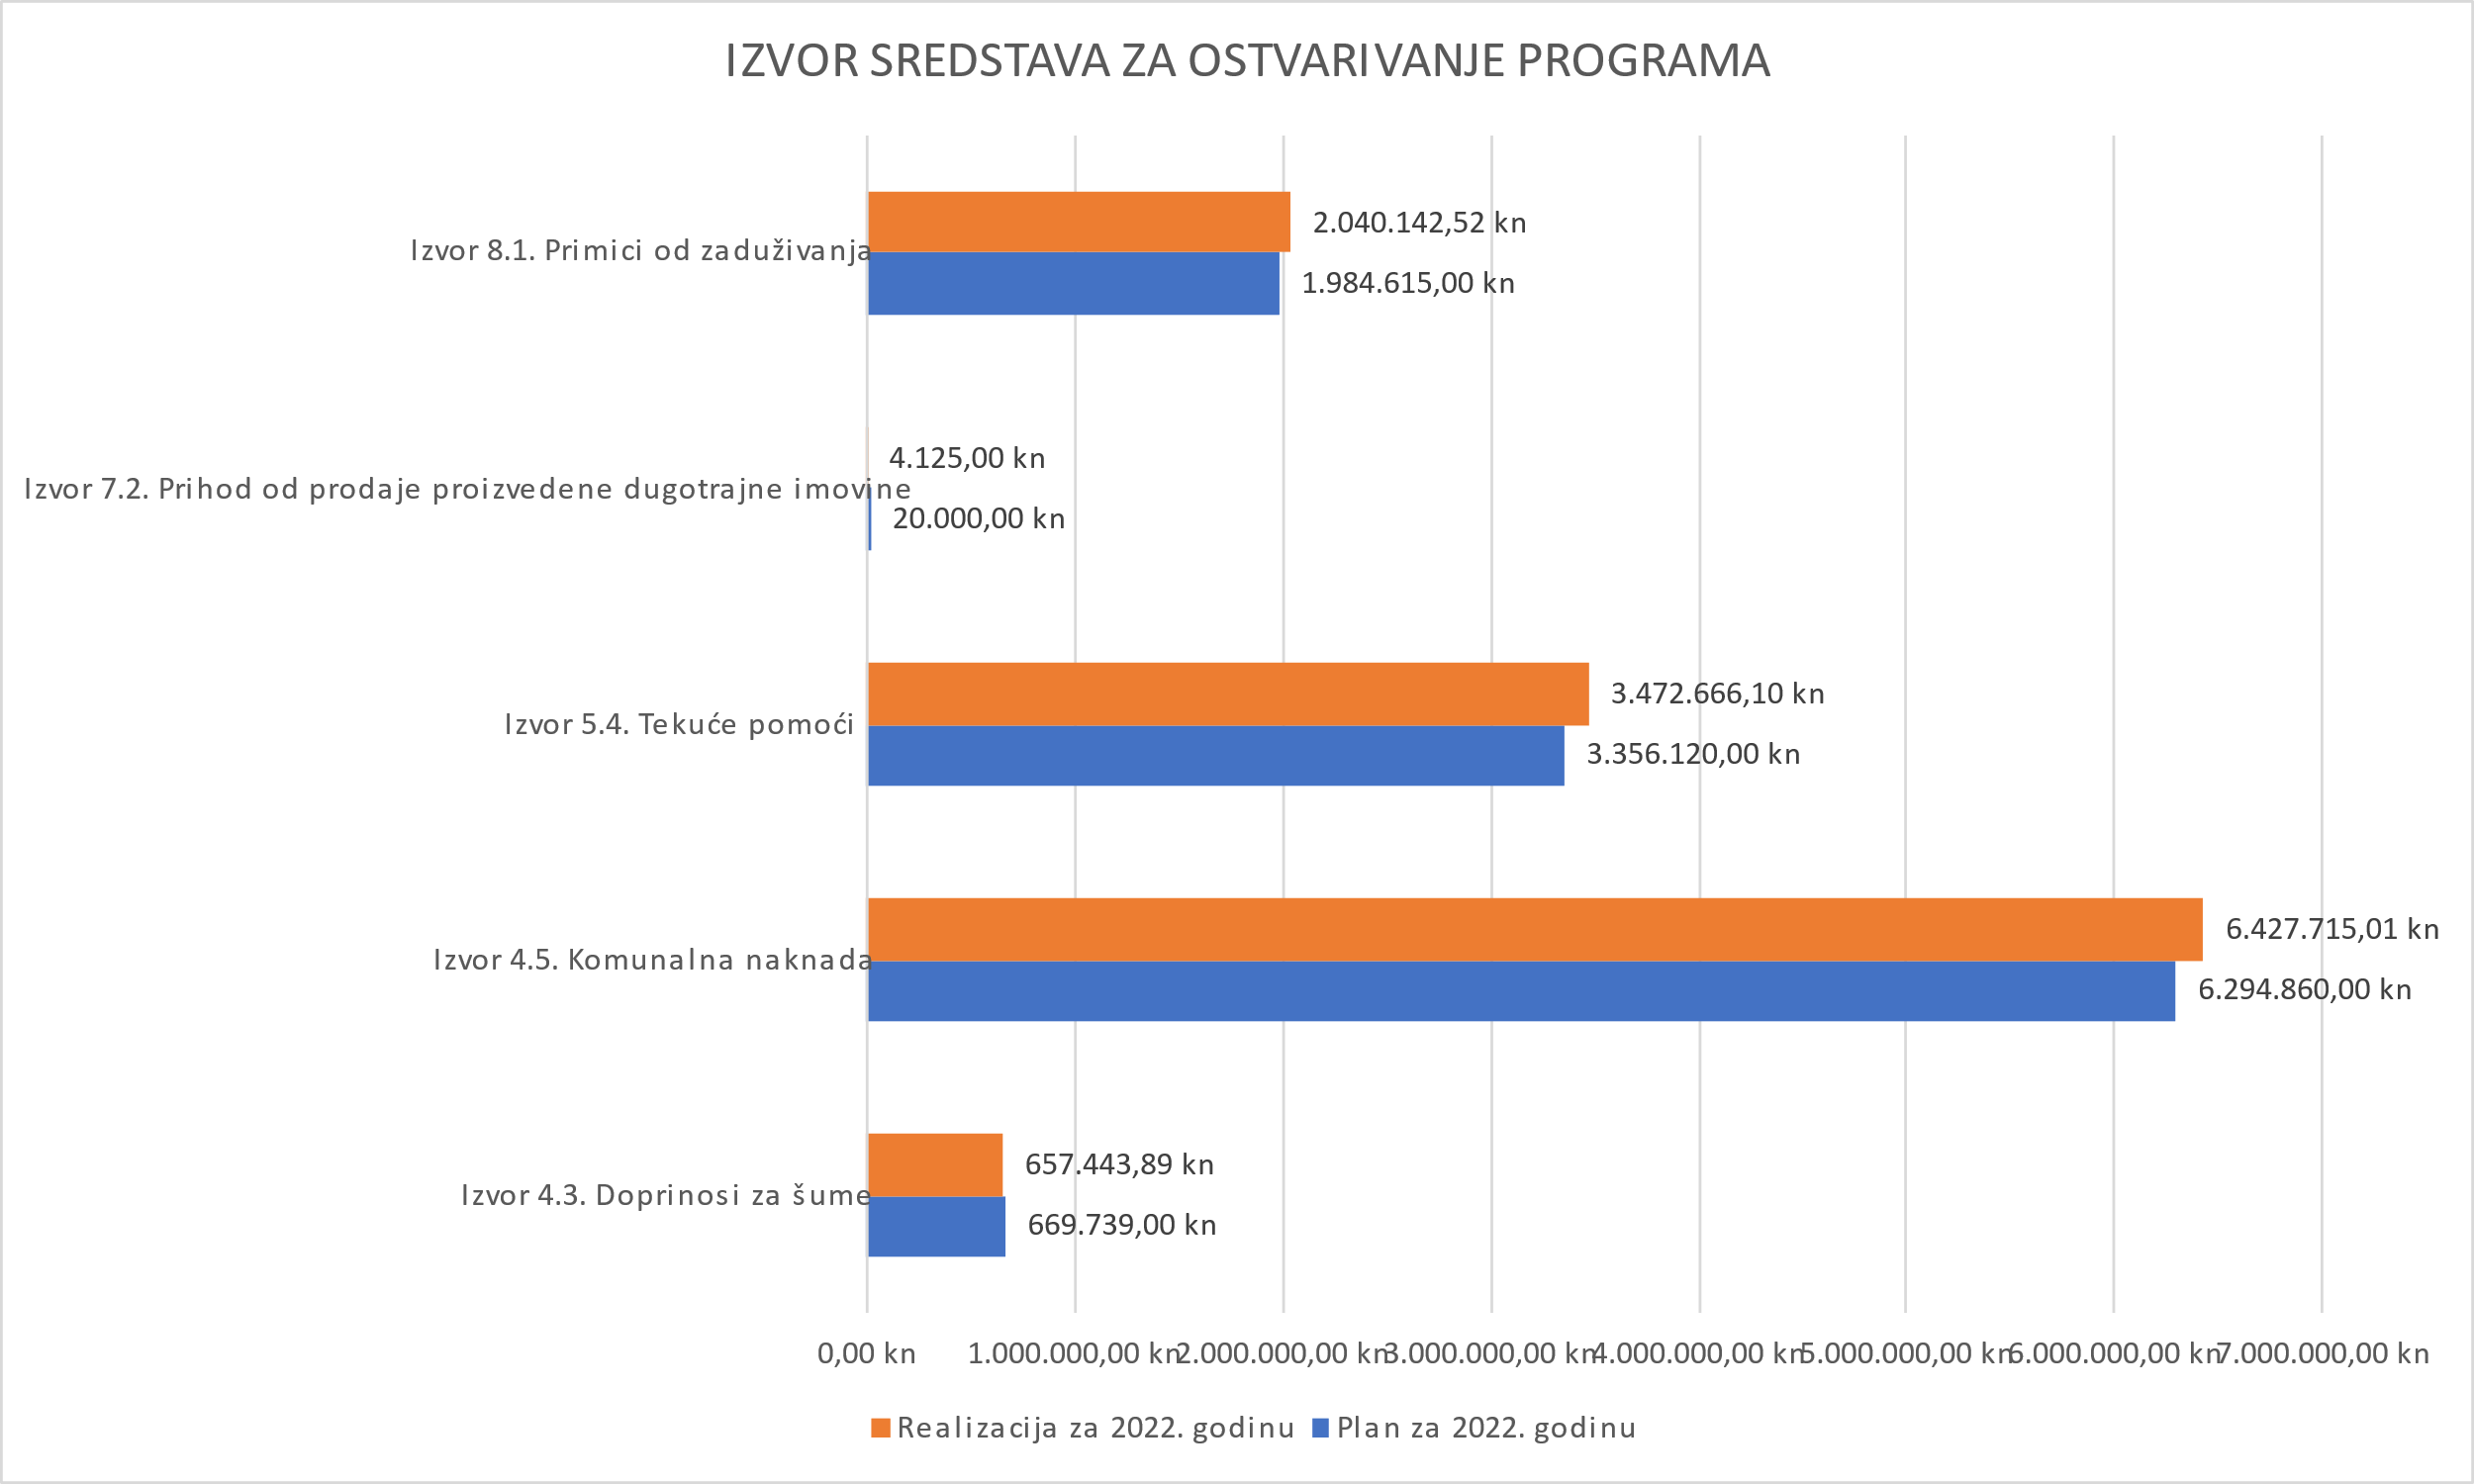 IZVOR SREDSTAVA ZA OSTVARIVANJE PROGRAMA
2.040.142,52 kn
Izvor 8.1. Primici od zaduživanja
1.984.615,00 kn
4.125,00 kn
Izvor 7.2. Prihod od prodaje proizvedene dugotrajne imovine
20.000,00 kn
3.472.666,10 kn
Izvor 5.4. Tekuće pomoći
3.356.120,00 kn
6.427.715,01 kn
Izvor 4.5. Komunalna naknada
6.294.860,00 kn
657.443,89 kn
Izvor 4.3. Doprinosi za šume
669.739,00 kn
0,00 kn 1.000.000,00 kn 2.000.000,00 kn 3.000.000,00 kn 4.000.000,00 kn 5.000.000,00 kn 6.000.000,00 kn 7.000.000,00 kn
Realizacija za 2022. godinu Plan za 2022. godinu